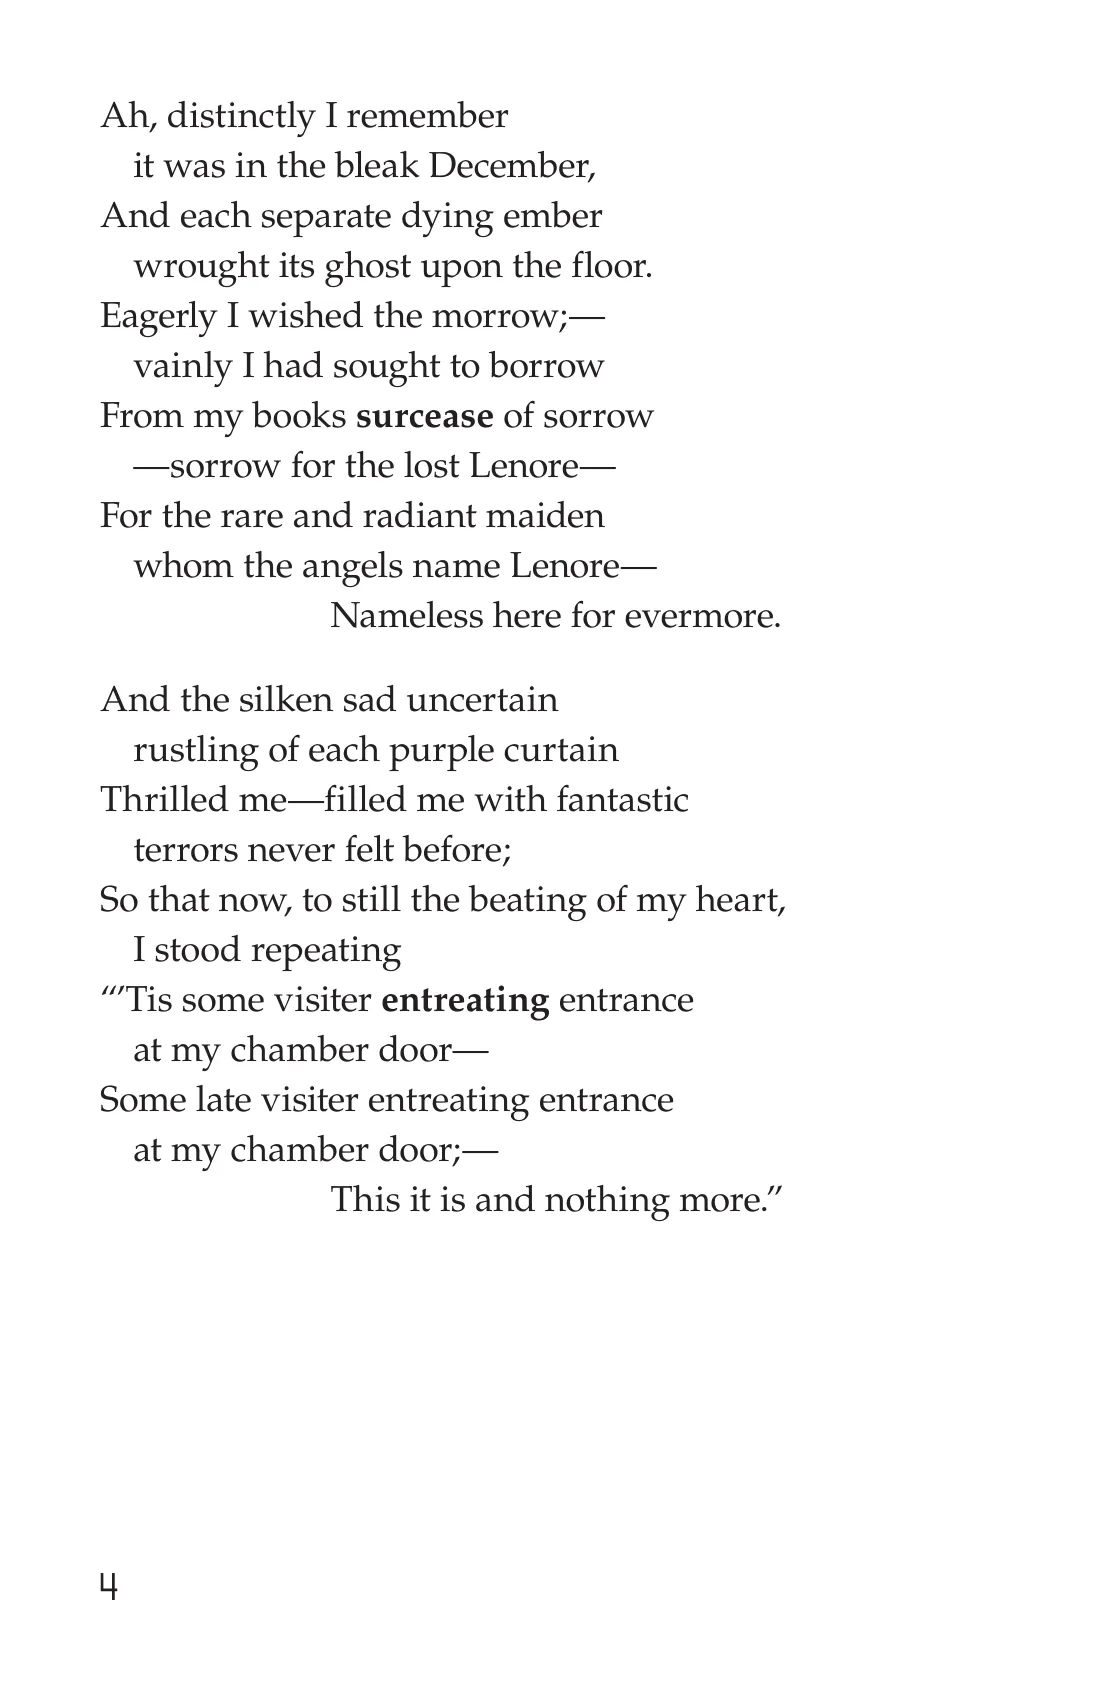 Ah, distinctly I remember
it was in the bleak December,
And each separate dying ember
wrought its ghost upon the floor.
Eagerly I wished the morrow;—
vainly I had sought to borrow
From my books surcease of sorrow
—sorrow for the lost Lenore—
For the rare and radiant maiden
whom the angels name Lenore—
Nameless here for evermore.
And the silken sad uncertain
rustling of each purple curtain
Thrilled me—filled me with fantastic
terrors never felt before;
So that now, to still the beating of my heart,
I stood repeating
“’Tis some visiter entreating entrance
at my chamber door—
Some late visiter entreating entrance
at my chamber door;—
This it is and nothing more.”
4